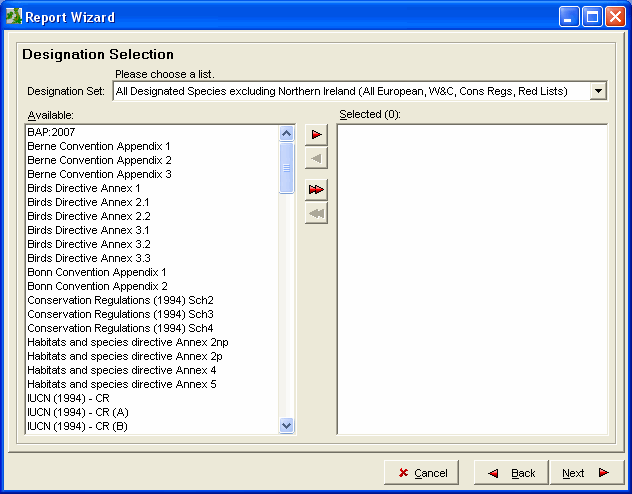 Report Wizard
Designation Selection
Please choose a list.
Designation Set: All Designated Species excluding Northern Ireland (All European, W&C, Cons Regs, Red Lists)
Available:
Selected (0):
BAP:2007
Berne Convention Appendix 1
Berne Convention Appendix 2
Berne Convention Appendix 3
Birds Directive Annex 1
Birds Directive Annex 2.1
Birds Directive Annex 2.2
Birds Directive Annex 3.1
Birds Directive Annex 3.2
Birds Directive Annex 3.3
Bonn Convention Appendix 1
Bonn Convention Appendix 2
Conservation Regulations (1994) Sch2
Conservation Regulations (1994) Sch3
Conservation Regulations (1994) Sch4
Habitats and species directive Annex 2np
Habitats and species directive Annex 2p
Habitats and species directive Annex 4
Habitats and species directive Annex 5
IUCN (1994) - CR
IUCN (1994) - CR (A)
IUCN (1994) - CR (B)
Cancel Back Next